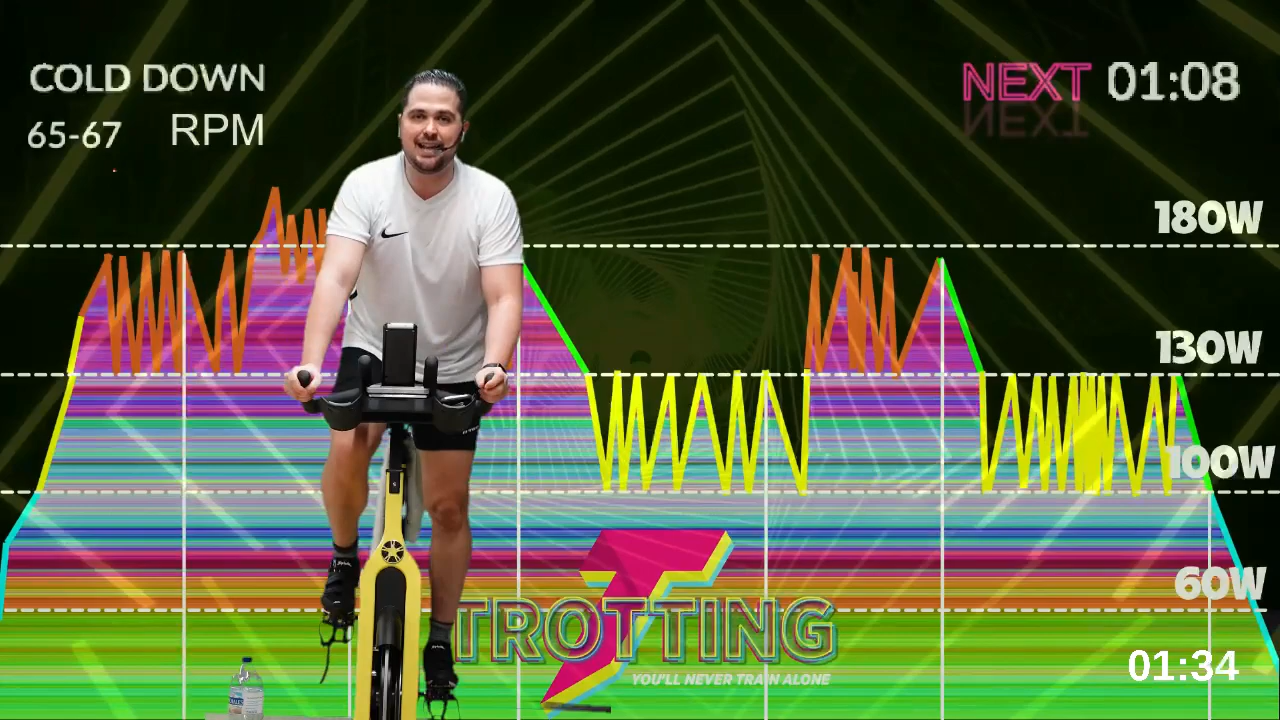 COLD DOWN
65-67 RPM
NEXT 01:08
180W
130W
100W
60W
TROTTING
YOU'LL NEVER TRAIN ALONE
01:34